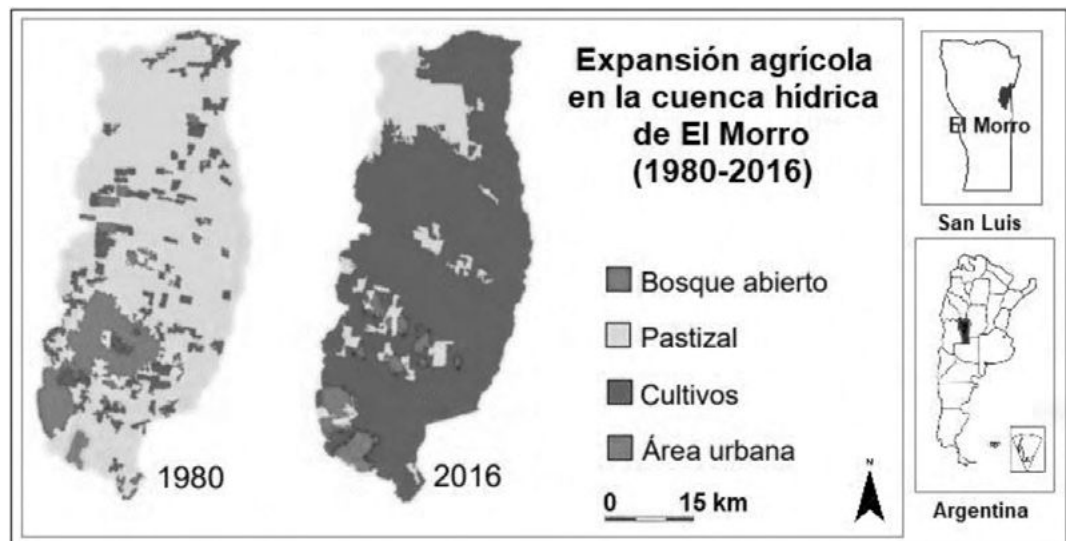 Expansión agrícola
en la cuenca hídrica
de El Morro
(1980-2016)
Bosque abierto
Pastizal
Cultivos
Área urbana
1980
2016
0 15 km
N
El Morro
San Luis
Argentina